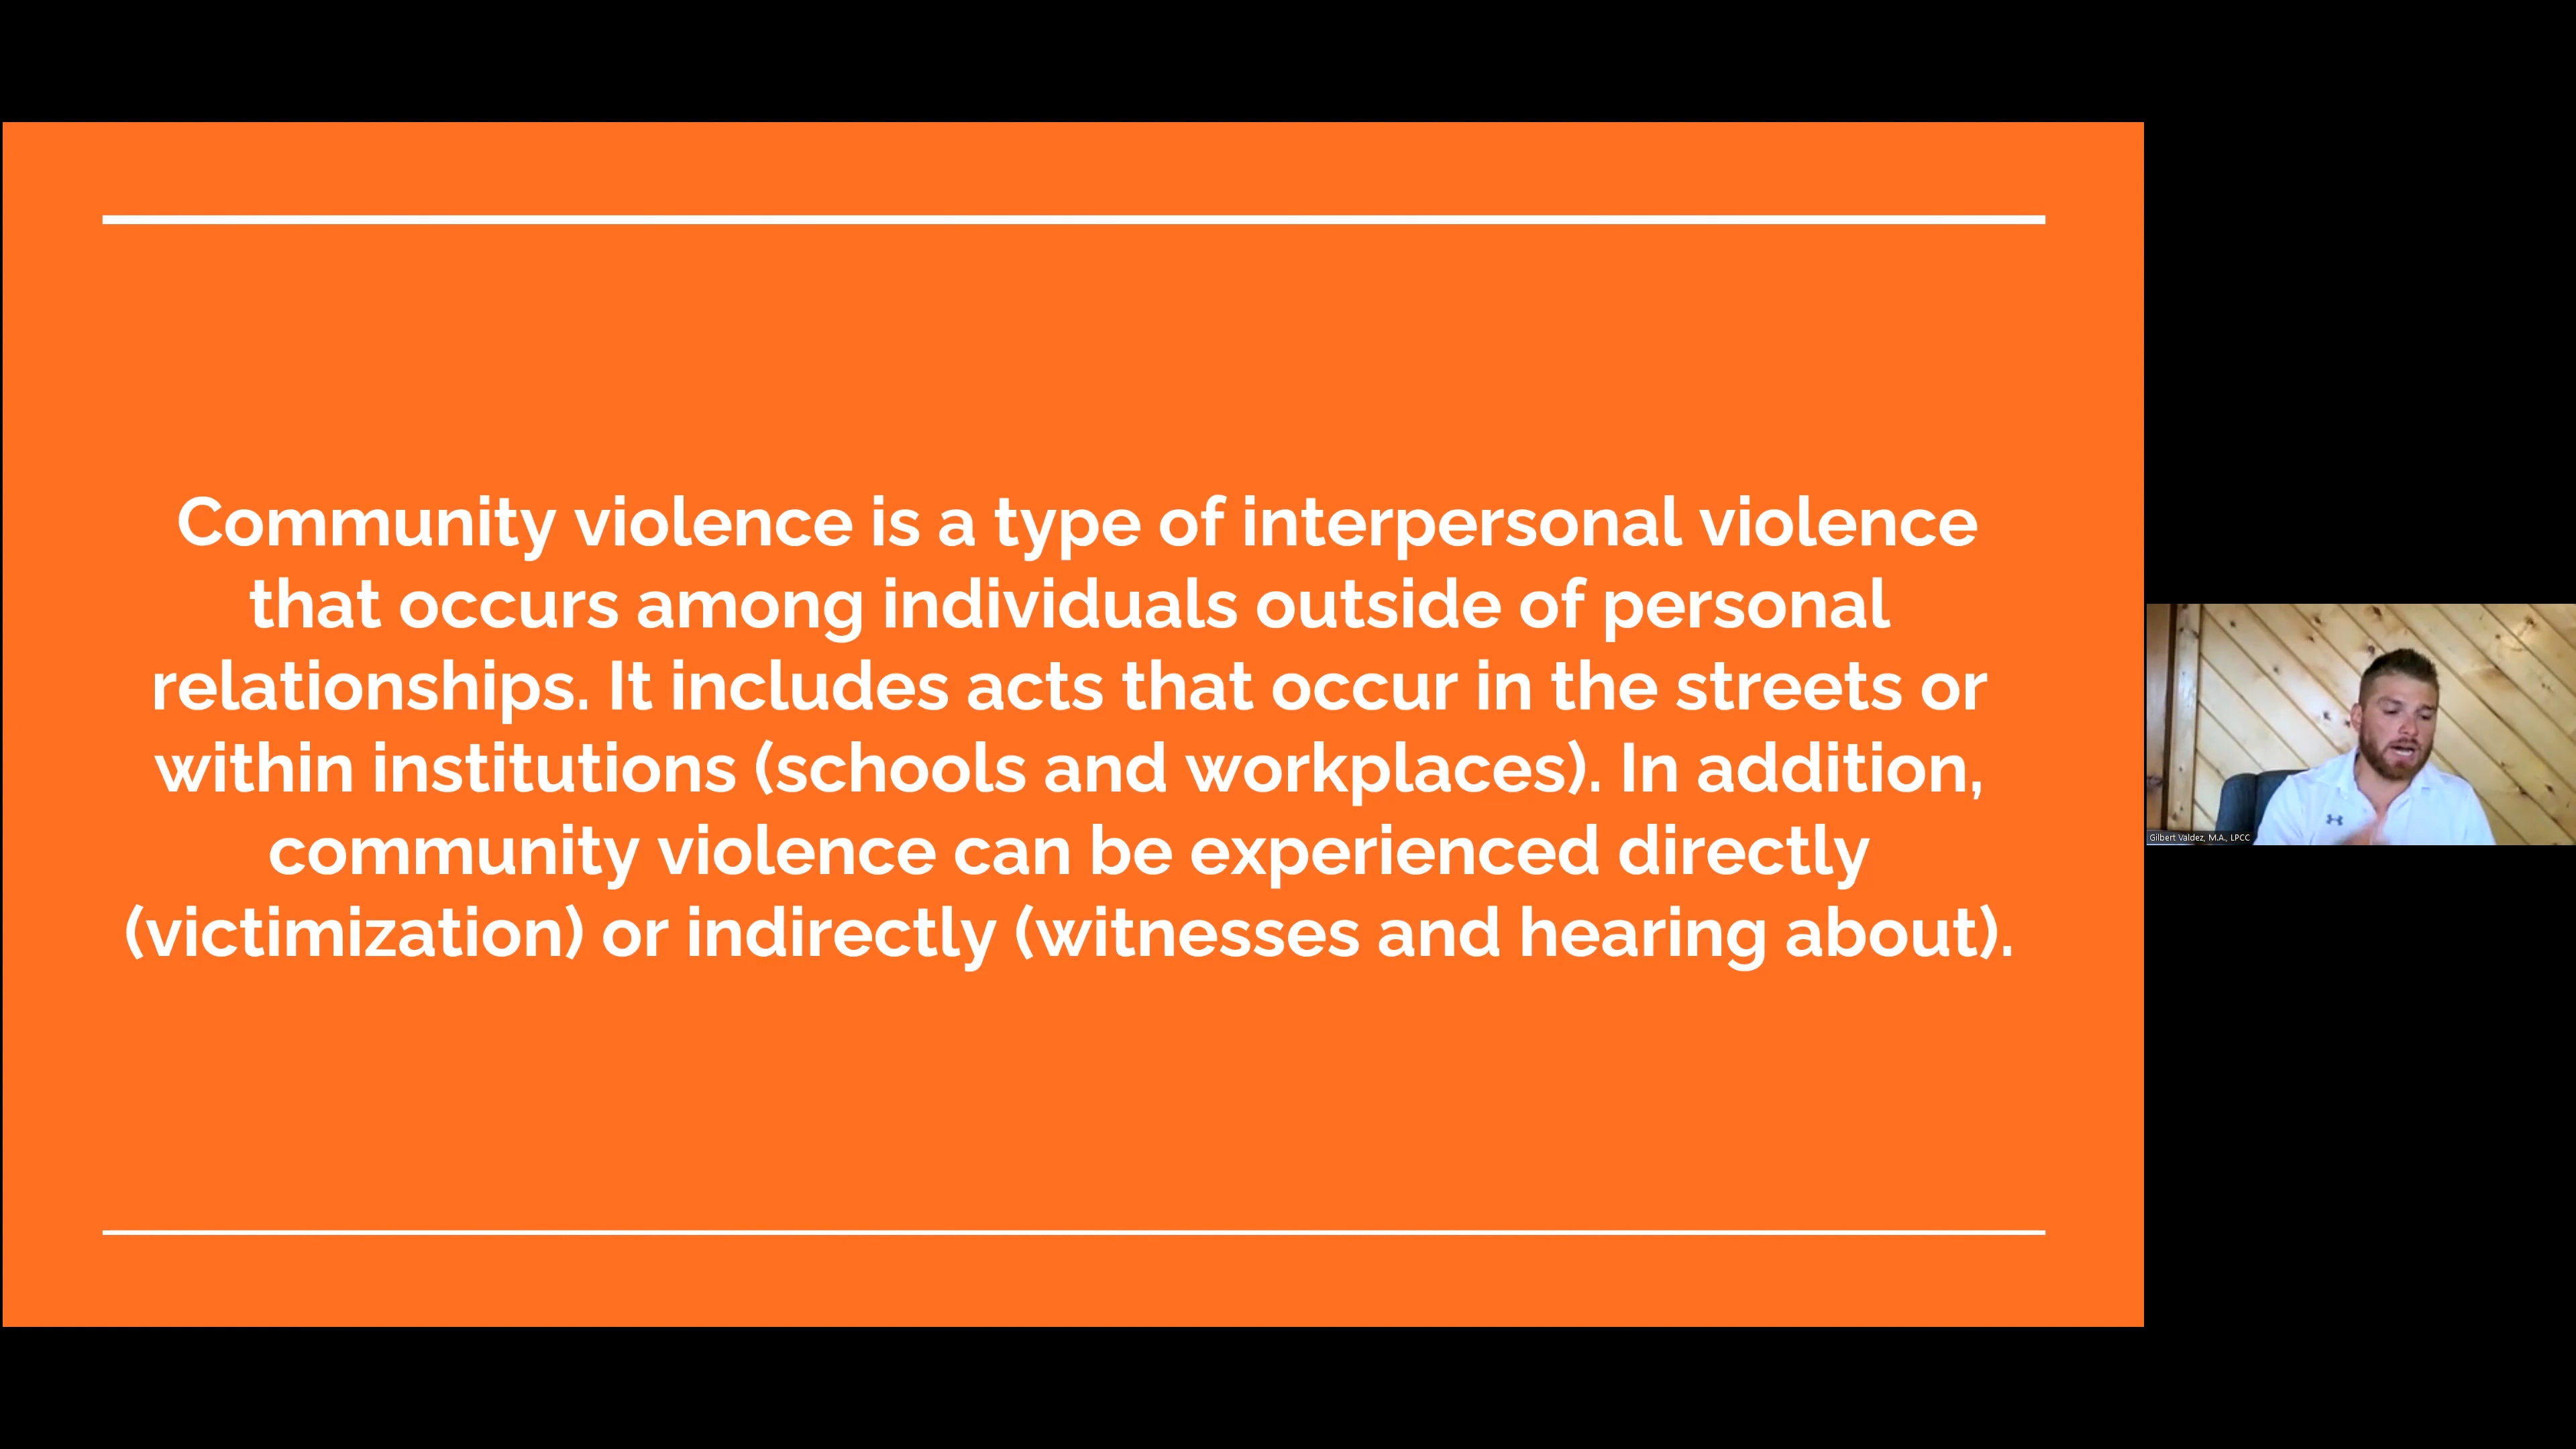 Community violence is a type of interpersonal violence
that occurs among individuals outside of personal
relationships. It includes acts that occur in the streets or
within institutions (schools and workplaces). In addition,
community violence can be experienced directly
(victimization) or indirectly (witnesses and hearing about).
Gilbert Valdez, M.A., LPCC